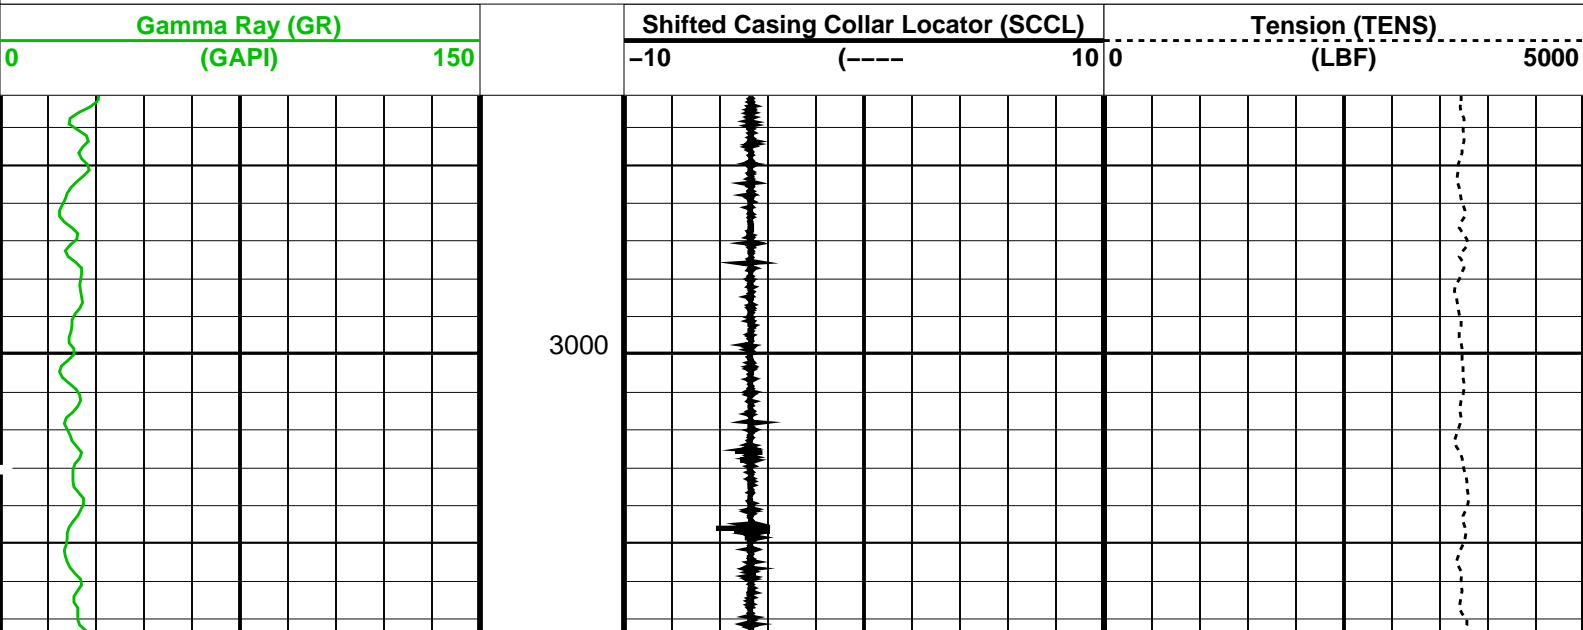 Gamma Ray (GR)
0 (GAPI) 150
Shifted Casing Collar Locator (SCCL)
−10 (−−−− 10
Tension (TENS)
0 (LBF) 5000
3000